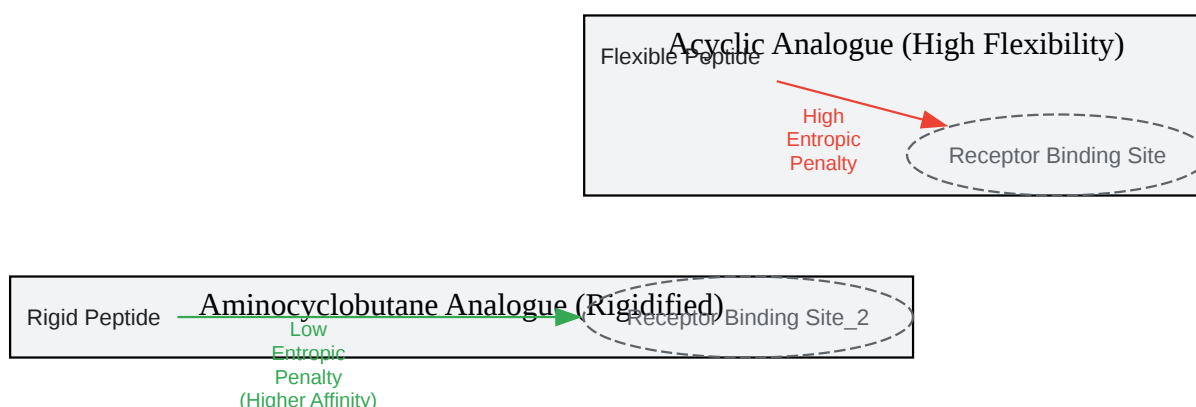 Acyclic Analogue (High Flexibility)
Flexible Peptide
High
Entropic
Penalty
Receptor Binding Site
Aminocyclobutane Analogue (Rigidified)
Rigid Peptide
Receptor Binding Site_2
Low
Entropic
Penalty
(Higher Affinity)